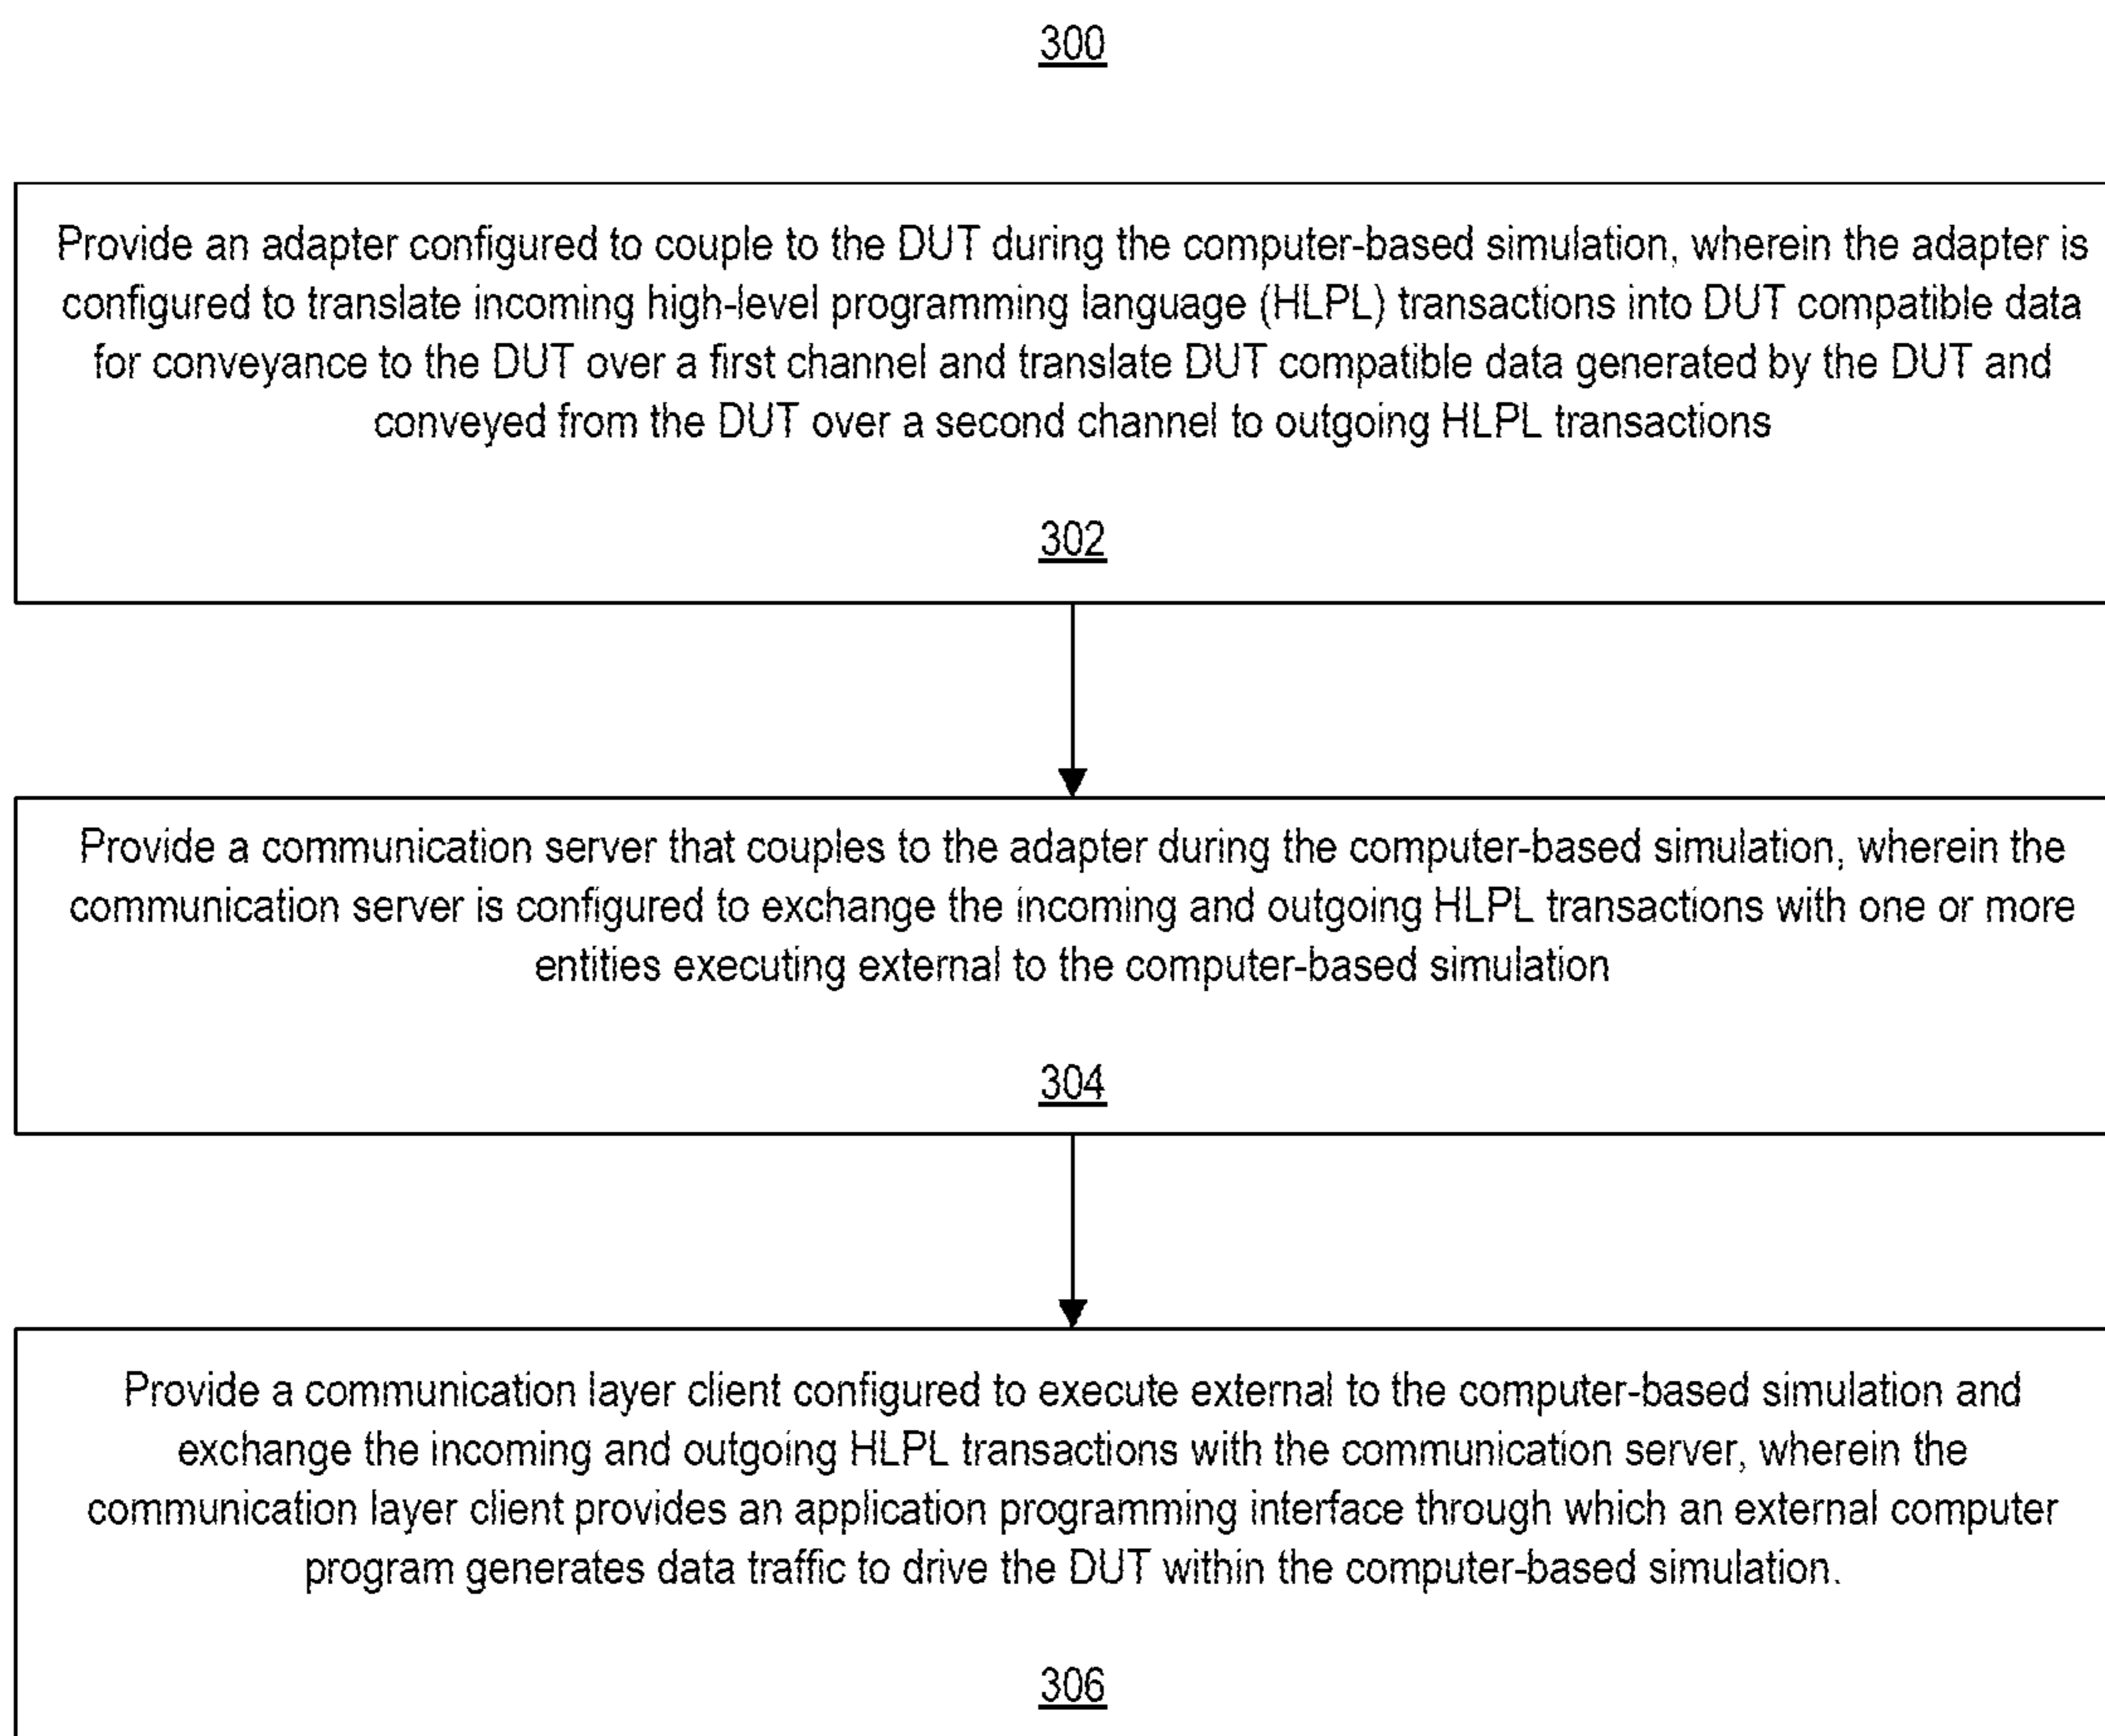 300
Provide an adapter configured to couple to the DUT during the computer-based simulation, wherein the adapter is
configured to translate incoming high-level programming language (HLPL) transactions into DUT compatible data
for conveyance to the DUT over a first channel and translate DUT compatible data generated by the DUT and
conveyed from the DUT over a second channel to outgoing HLPL transactions
302
Provide a communication server that couples to the adapter during the computer-based simulation, wherein the
communication server is configured to exchange the incoming and outgoing HLPL transactions with one or more
entities executing external to the computer-based simulation
304
Provide a communication layer client configured to execute external to the computer-based simulation and
exchange the incoming and outgoing HLPL transactions with the communication server, wherein the
communication layer client provides an application programming interface through which an external computer
program generates data traffic to drive the DUT within the computer-based simulation.
306